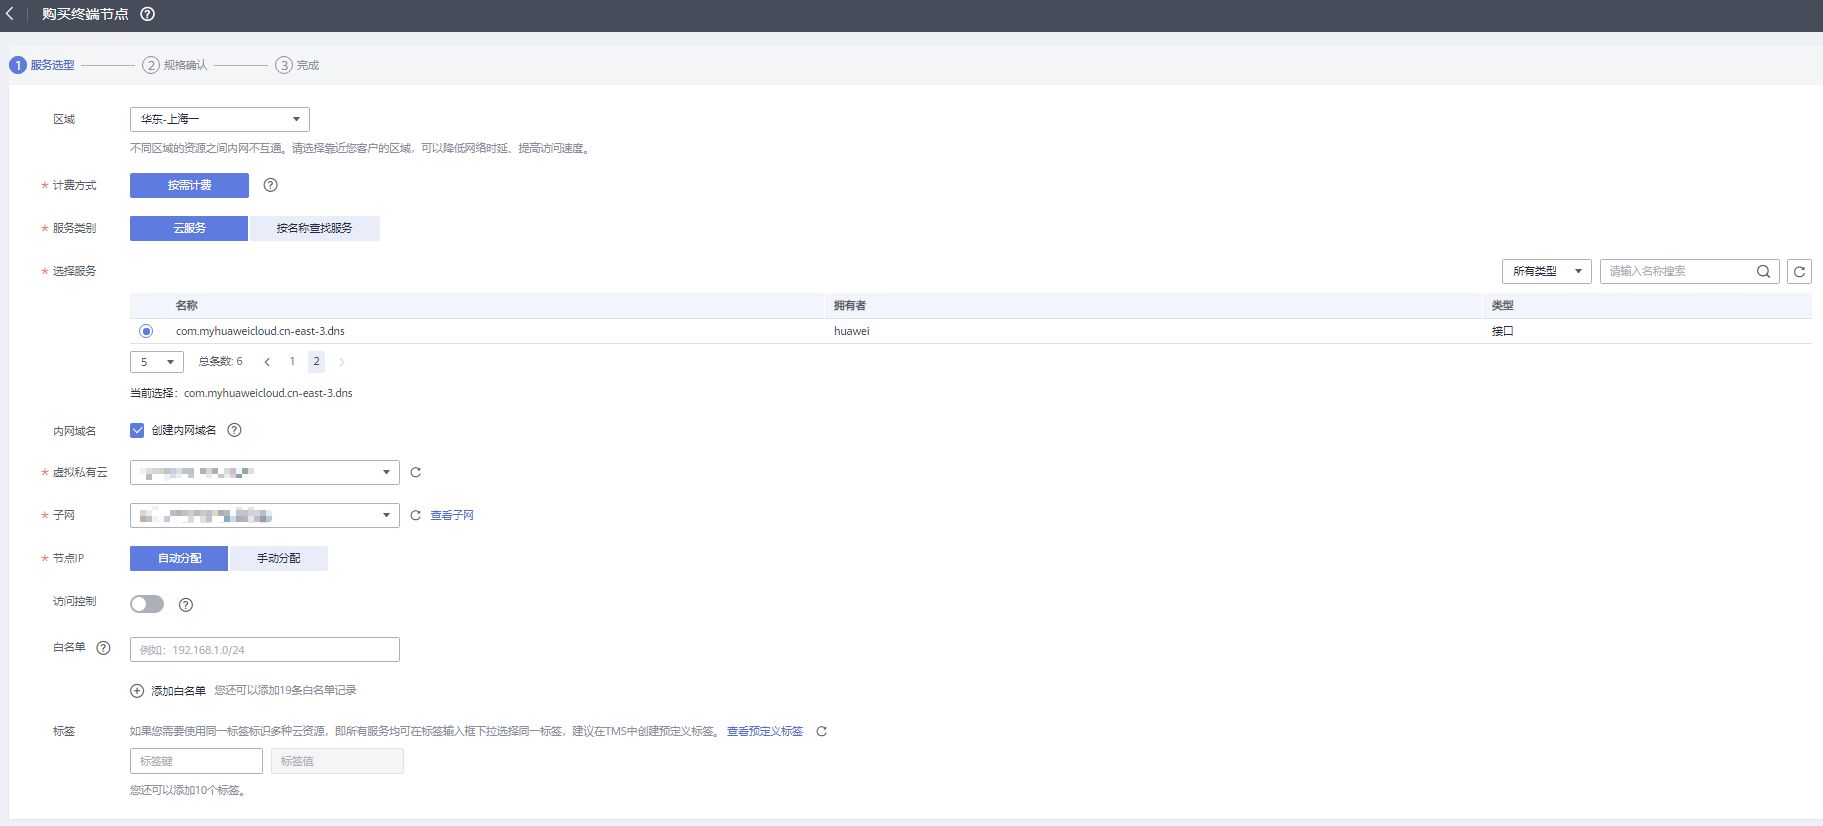 购买终端节点
1 服务选型
2 规格确认
3 完成
区域
华东-上海一
不同区域的资源之间内网不互通。请选择靠近您客户的区域，可以降低网络时延、提高访问速度。
* 计费方式
按需计费
* 服务类别
云服务 按名称查找服务
* 选择服务
所有类型 请输入名称搜索
名称 拥有者 类型
com.myhuaweicloud.cn-east-3.dns huawei 接口
5 总条数: 6 1 2
当前选择：com.myhuaweicloud.cn-east-3.dns
内网域名
创建内网域名
* 虚拟私有云
* 子网
查看子网
* 节点IP
自动分配 手动分配
访问控制
白名单
例如：192.168.1.0/24
添加白名单 您还可以添加19条白名单记录
标签
如果您需要使用同一标签标识多种云资源，即所有服务均可在标签输入框下拉选择同一标签，建议在TMS中创建预定义标签。 查看预定义标签
标签键 标签值
您还可以添加10个标签。